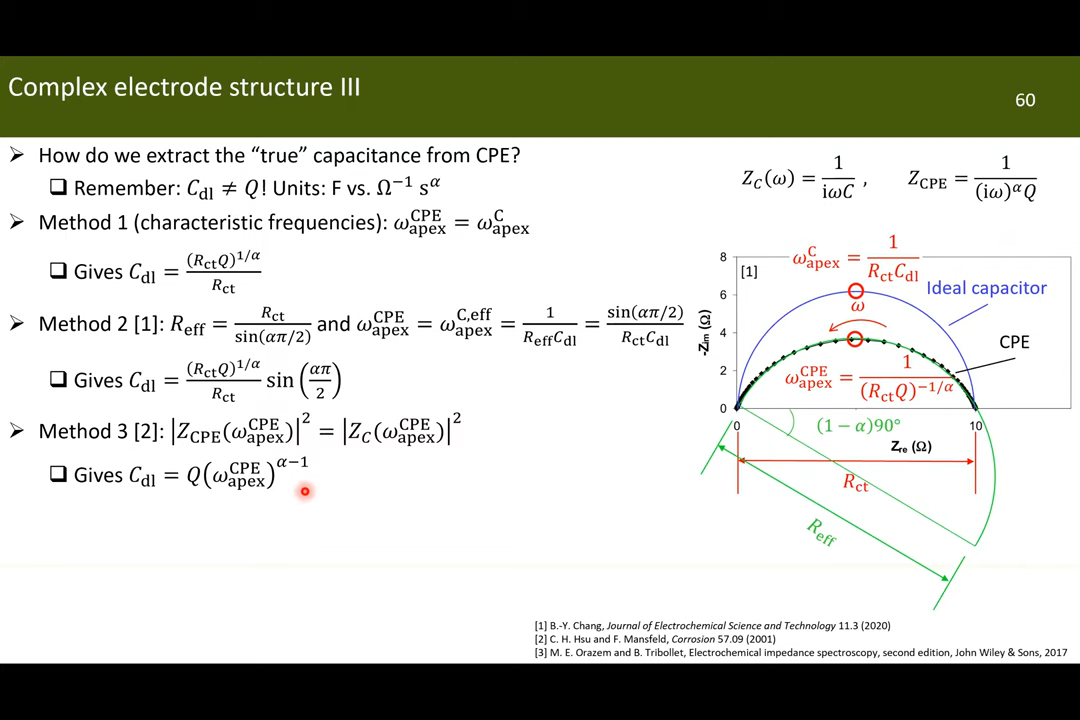 Complex electrode structure III
60
➢ How do we extract the “true” capacitance from CPE?
❑ Remember: C_dl ≠ Q! Units: F vs. Ω⁻¹ s^α
➢ Method 1 (characteristic frequencies): ω_apex^CPE = ω_apex^C
❑ Gives C_dl = (R_ct Q)^{1/α} / R_ct
➢ Method 2 [1]: R_eff = R_ct / sin(απ/2) and ω_apex^CPE = ω_apex^{C,eff} = 1 / (R_eff C_dl) = sin(απ/2) / (R_ct C_dl)
❑ Gives C_dl = (R_ct Q)^{1/α} / R_ct sin(απ/2)
➢ Method 3 [2]: |Z_CPE(ω_apex^CPE)|² = |Z_C(ω_apex^CPE)|²
❑ Gives C_dl = Q(ω_apex^CPE)^{α−1}
Z_C(ω) = 1 / (iωC) , Z_CPE = 1 / ((iω)^α Q)
[1]
ω_apex^C = 1 / (R_ct C_dl)
Ideal capacitor
ω
CPE
ω_apex^CPE = 1 / (R_ct Q)^{−1/α}
-Z_im (Ω)
8
6
4
2
0
0
10
(1 − α)90°
Z_re (Ω)
R_ct
R_eff
[1] B.-Y. Chang, Journal of Electrochemical Science and Technology 11.3 (2020)
[2] C. H. Hsu and F. Mansfeld, Corrosion 57.09 (2001)
[3] M. E. Orazem and B. Tribollet, Electrochemical impedance spectroscopy, second edition, John Wiley & Sons, 2017